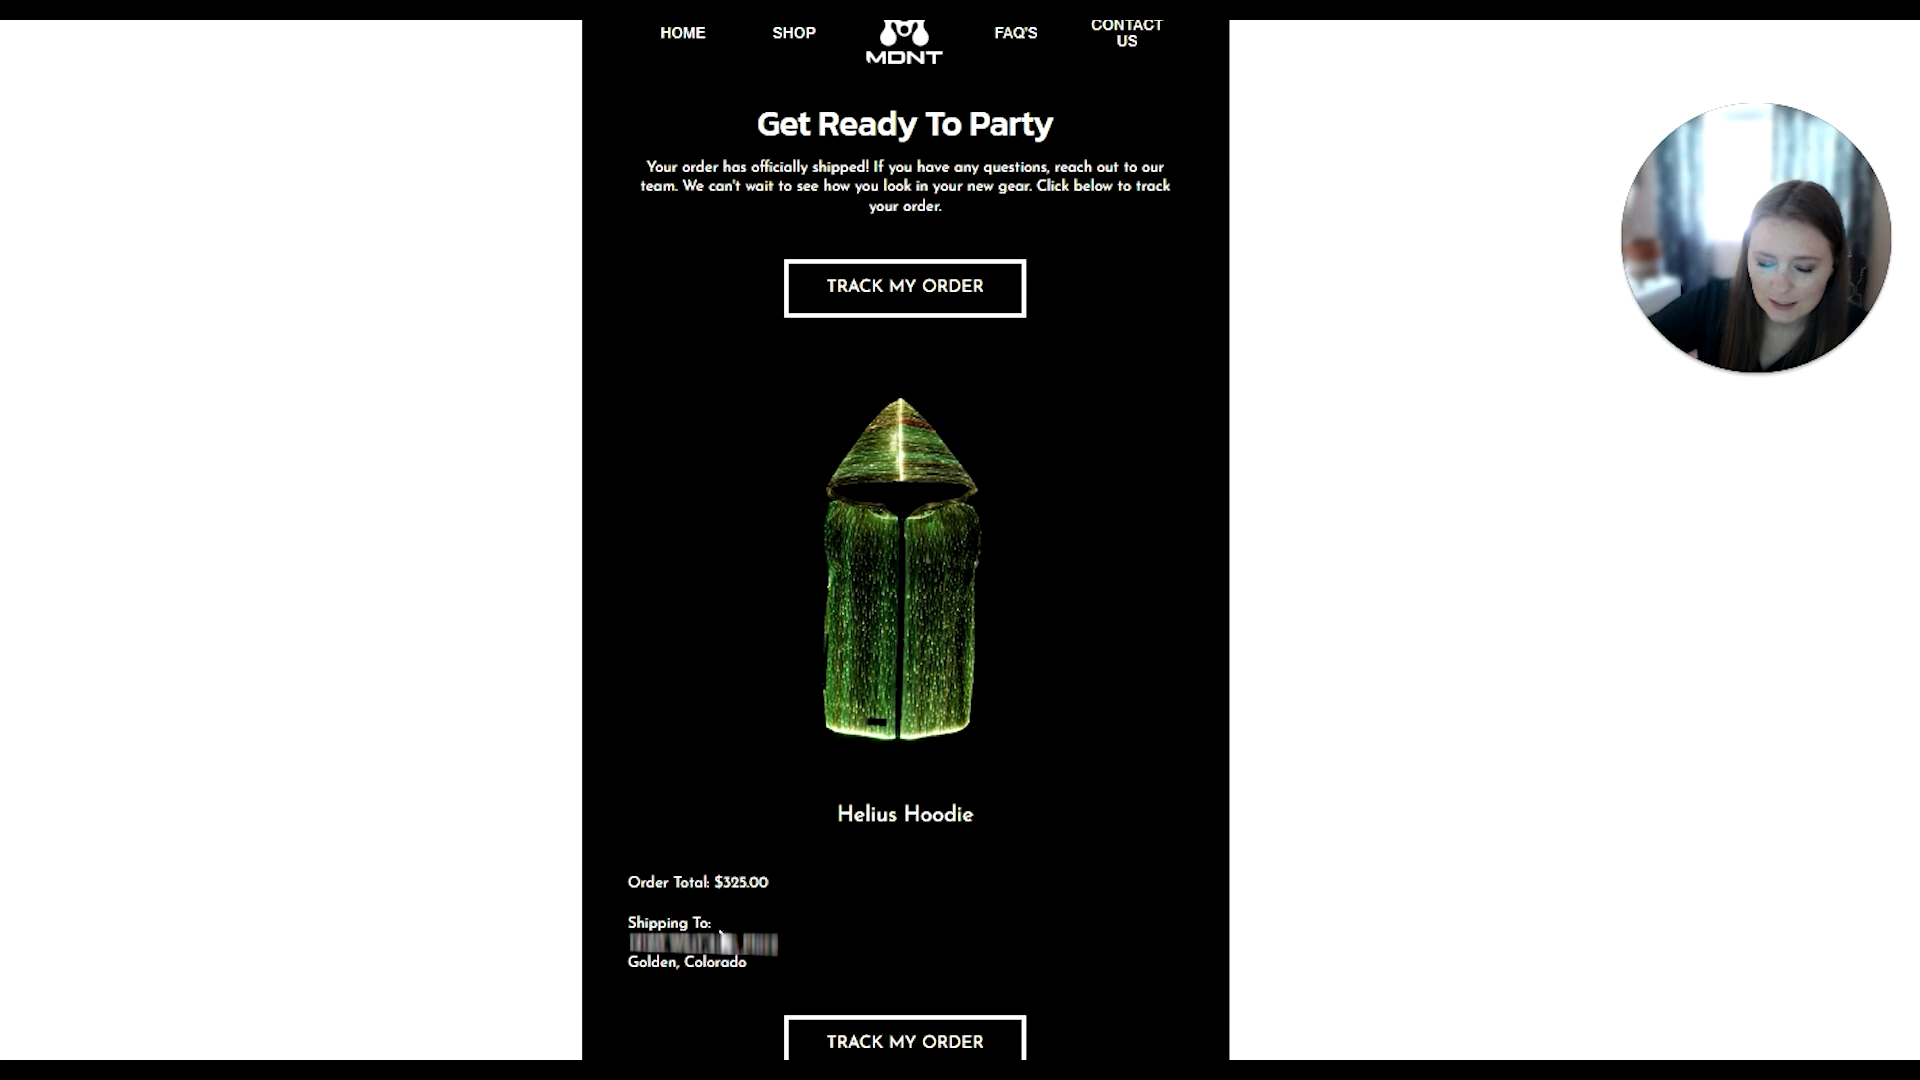 HOME
SHOP
MDNT
FAQ'S
CONTACT
US
Get Ready To Party
Your order has officially shipped! If you have any questions, reach out to our
team. We can't wait to see how you look in your new gear. Click below to track
your order.
TRACK MY ORDER
Helius Hoodie
Order Total: $325.00
Shipping To:
Golden, Colorado
TRACK MY ORDER